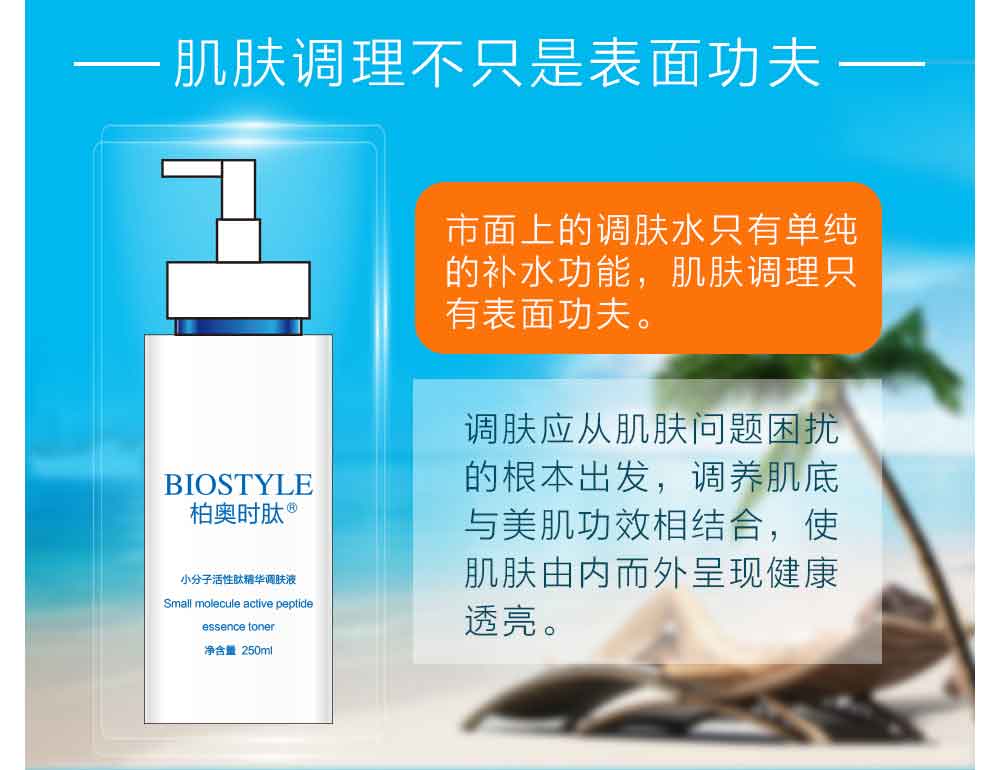 肌肤调理不只是表面功夫
市面上的调肤水只有单纯
的补水功能，肌肤调理只
有表面功夫。
调肤应从肌肤问题困扰
的根本出发，调养肌底
与美肌功效相结合，使
肌肤由内而外呈现健康
透亮。
BIOSTYLE
柏奥时肽®
小分子活性肽精华调肤液
Small molecule active peptide
essence toner
净含量 250ml